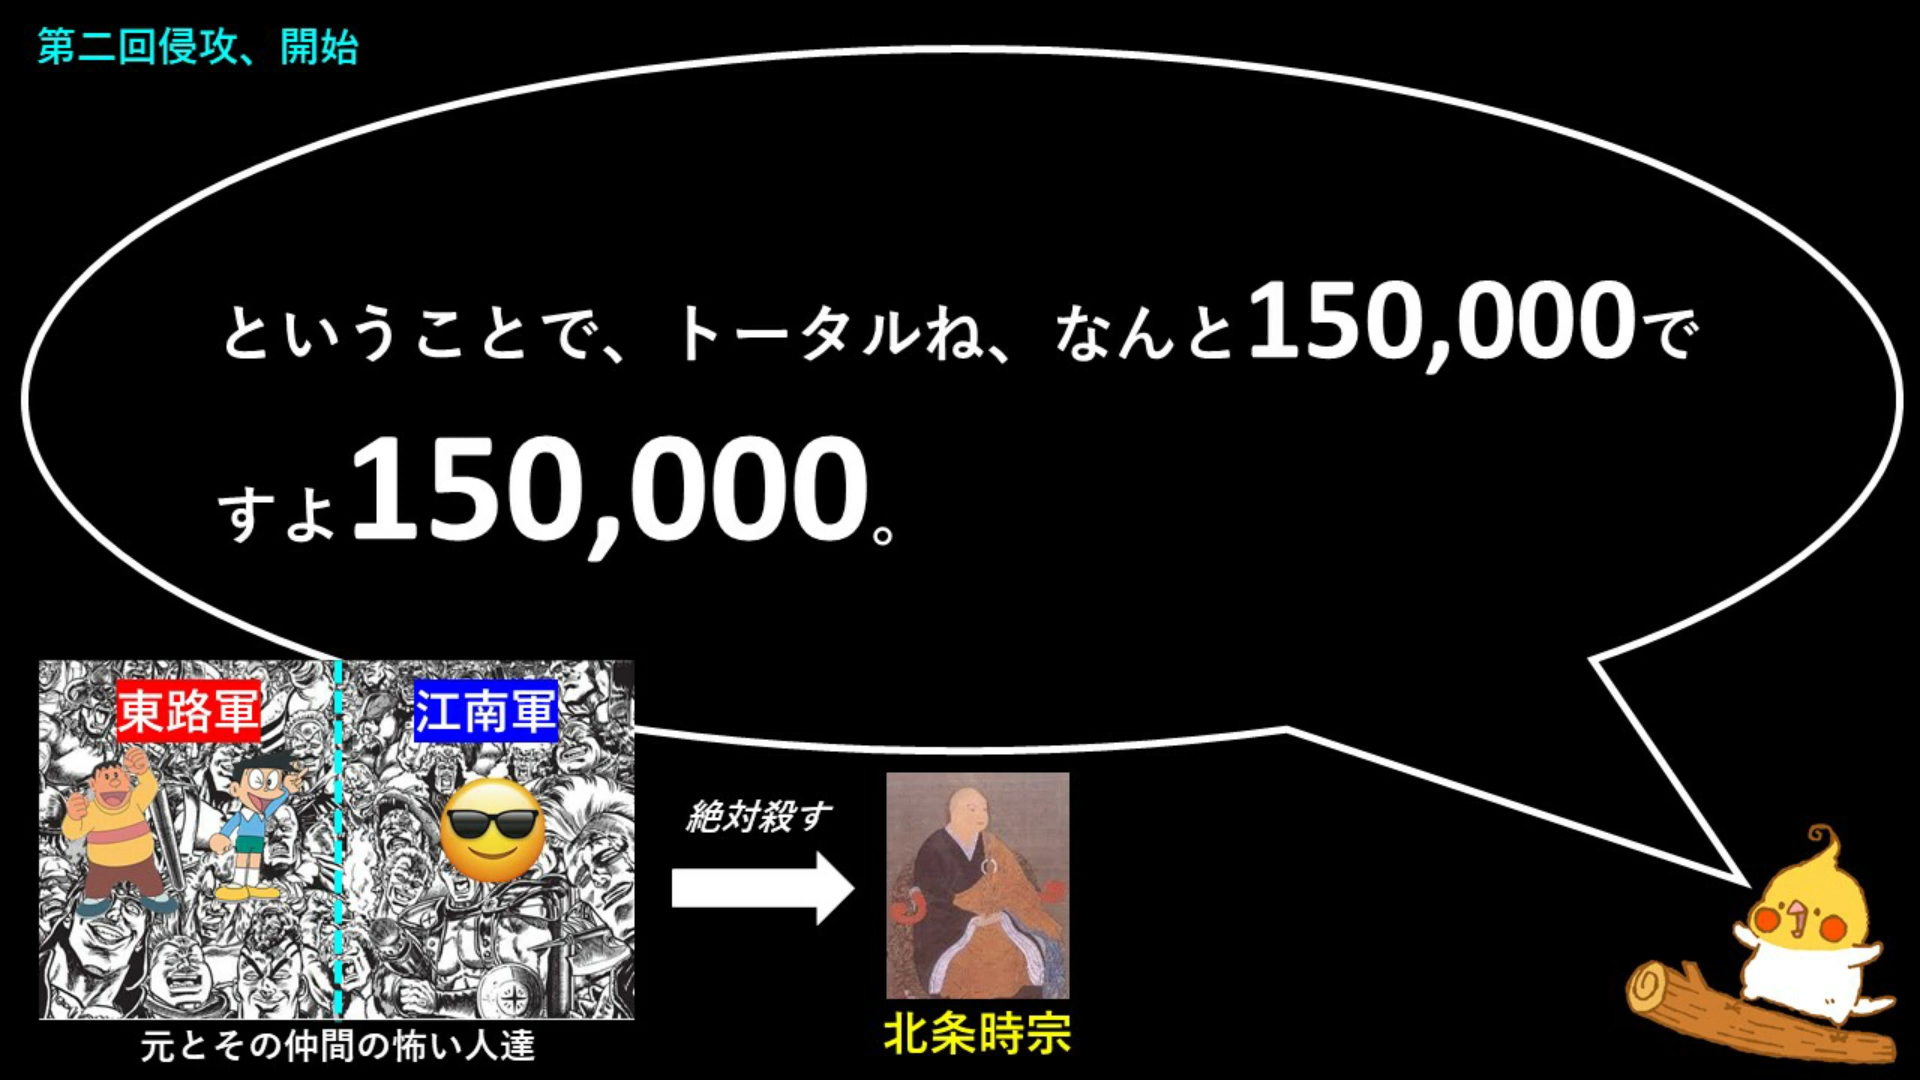 第二回侵攻、開始
ということで、トータルね、なんと150,000で
すよ150,000。
東路軍
江南軍
絶対殺す
北条時宗
元とその仲間の怖い人達